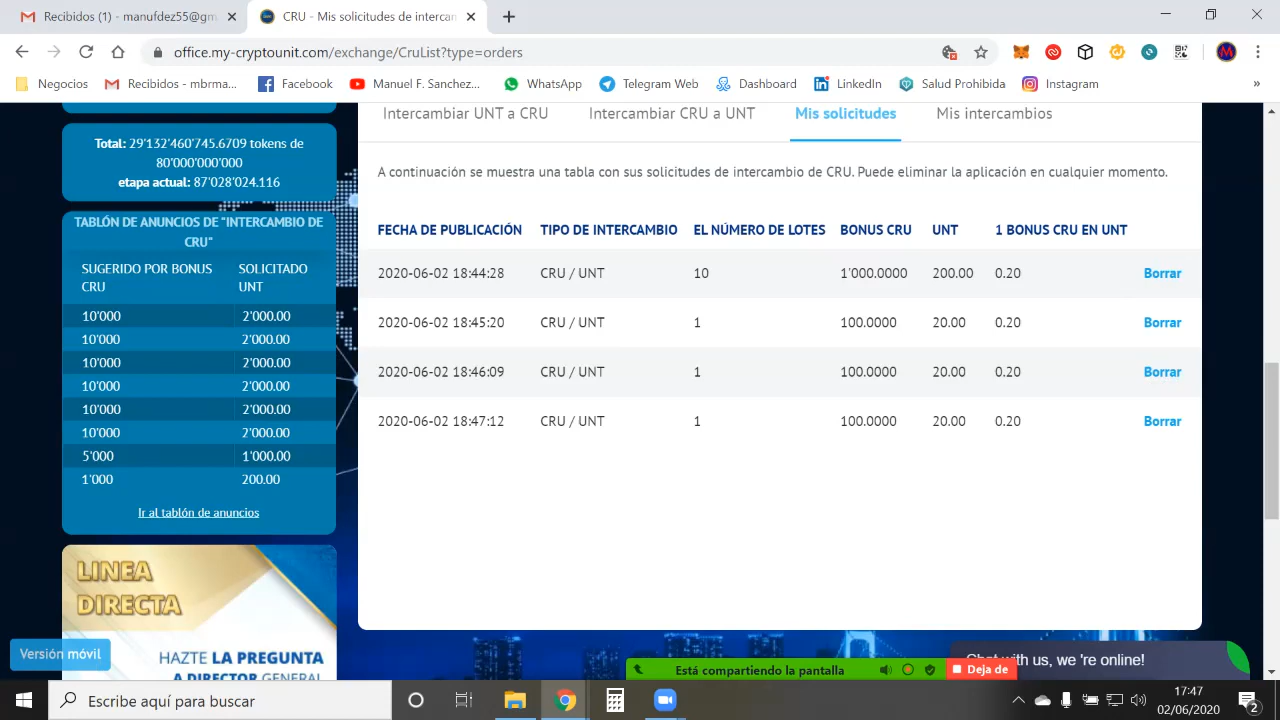 Recibidos (1) - manufdez55@gmai
CRU - Mis solicitudes de intercam
office.my-cryptounit.com/exchange/CruList?type=orders
Negocios
Recibidos - mbrma...
Facebook
Manuel F. Sanchez...
WhatsApp
Telegram Web
Dashboard
LinkedIn
Salud Prohibida
Instagram
»
Total: 29'132'460'745.6709 tokens de
80'000'000'000
etapa actual: 87'028'024.116
TABLÓN DE ANUNCIOS DE "INTERCAMBIO DE
CRU"
SUGERIDO POR BONUS CRU SOLICITADO UNT
10'000 2'000.00
10'000 2'000.00
10'000 2'000.00
10'000 2'000.00
10'000 2'000.00
10'000 2'000.00
5'000 1'000.00
1'000 200.00
Ir al tablón de anuncios
LINEA
DIRECTA
HAZTE LA PREGUNTA
A DIRECTOR GENERAL
Versión móvil
Intercambiar UNT a CRU Intercambiar CRU a UNT Mis solicitudes Mis intercambios
A continuación se muestra una tabla con sus solicitudes de intercambio de CRU. Puede eliminar la aplicación en cualquier momento.
FECHA DE PUBLICACIÓN TIPO DE INTERCAMBIO EL NÚMERO DE LOTES BONUS CRU UNT 1 BONUS CRU EN UNT
2020-06-02 18:44:28 CRU / UNT 10 1'000.0000 200.00 0.20 Borrar
2020-06-02 18:45:20 CRU / UNT 1 100.0000 20.00 0.20 Borrar
2020-06-02 18:46:09 CRU / UNT 1 100.0000 20.00 0.20 Borrar
2020-06-02 18:47:12 CRU / UNT 1 100.0000 20.00 0.20 Borrar
Chat with us, we 're online!
Está compartiendo la pantalla
Deja de
Escribe aquí para buscar
17:47
02/06/2020
2